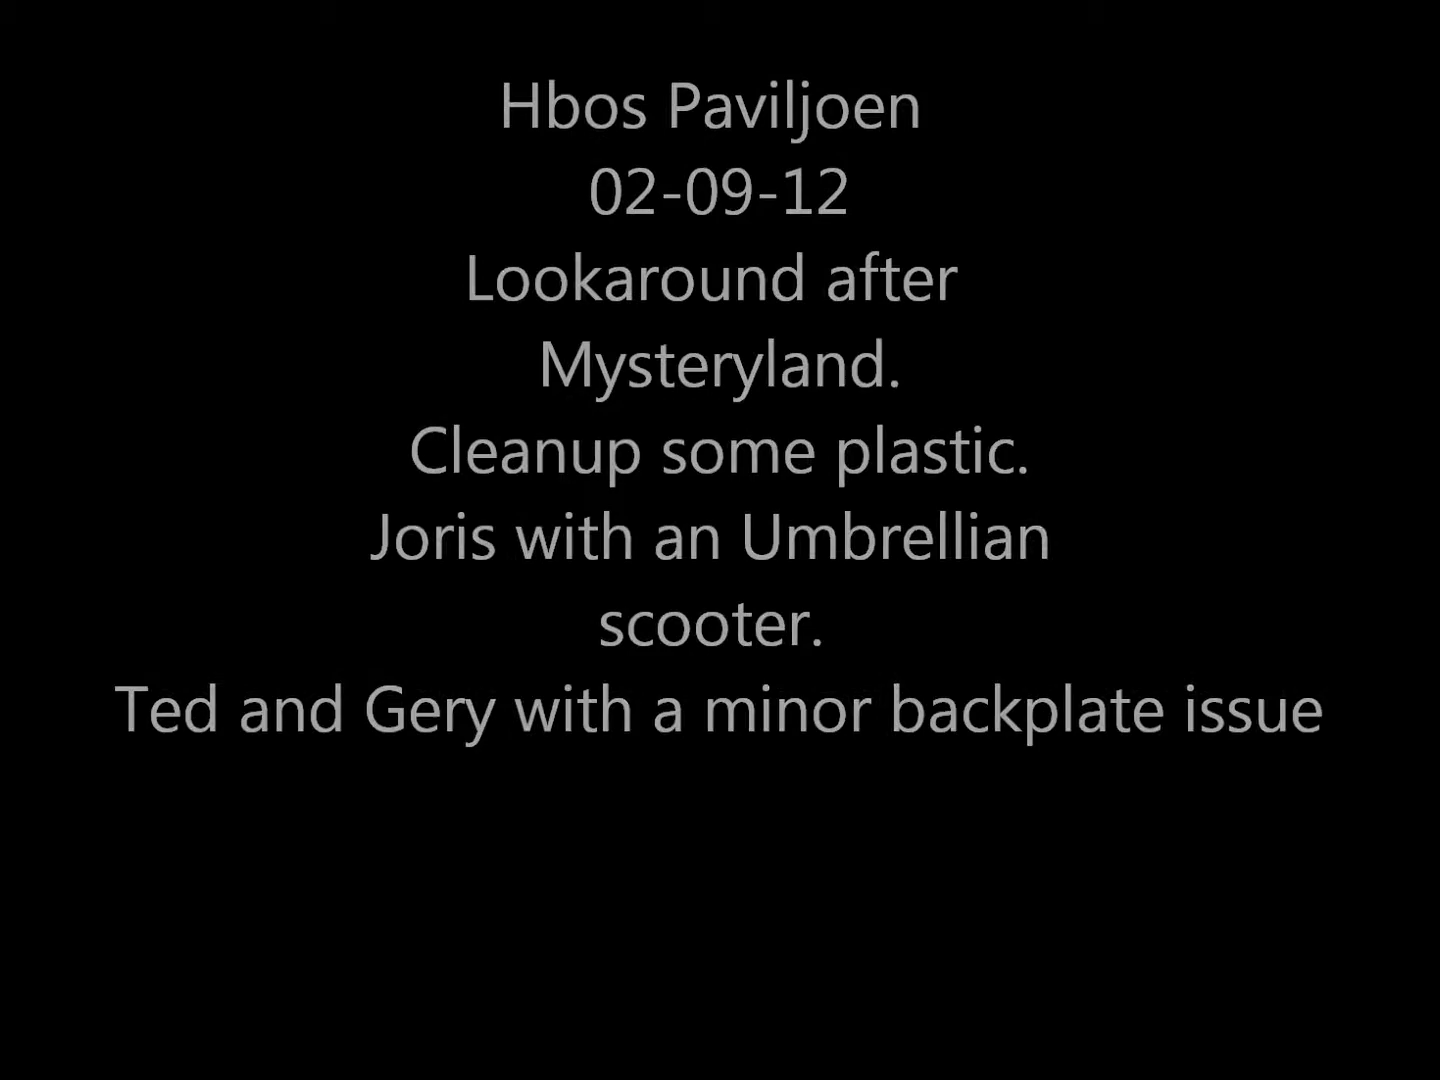 Hbos Paviljoen
02-09-12
Lookaround after
Mysteryland.
Cleanup some plastic.
Joris with an Umbrellian
scooter.
Ted and Gery with a minor backplate issue